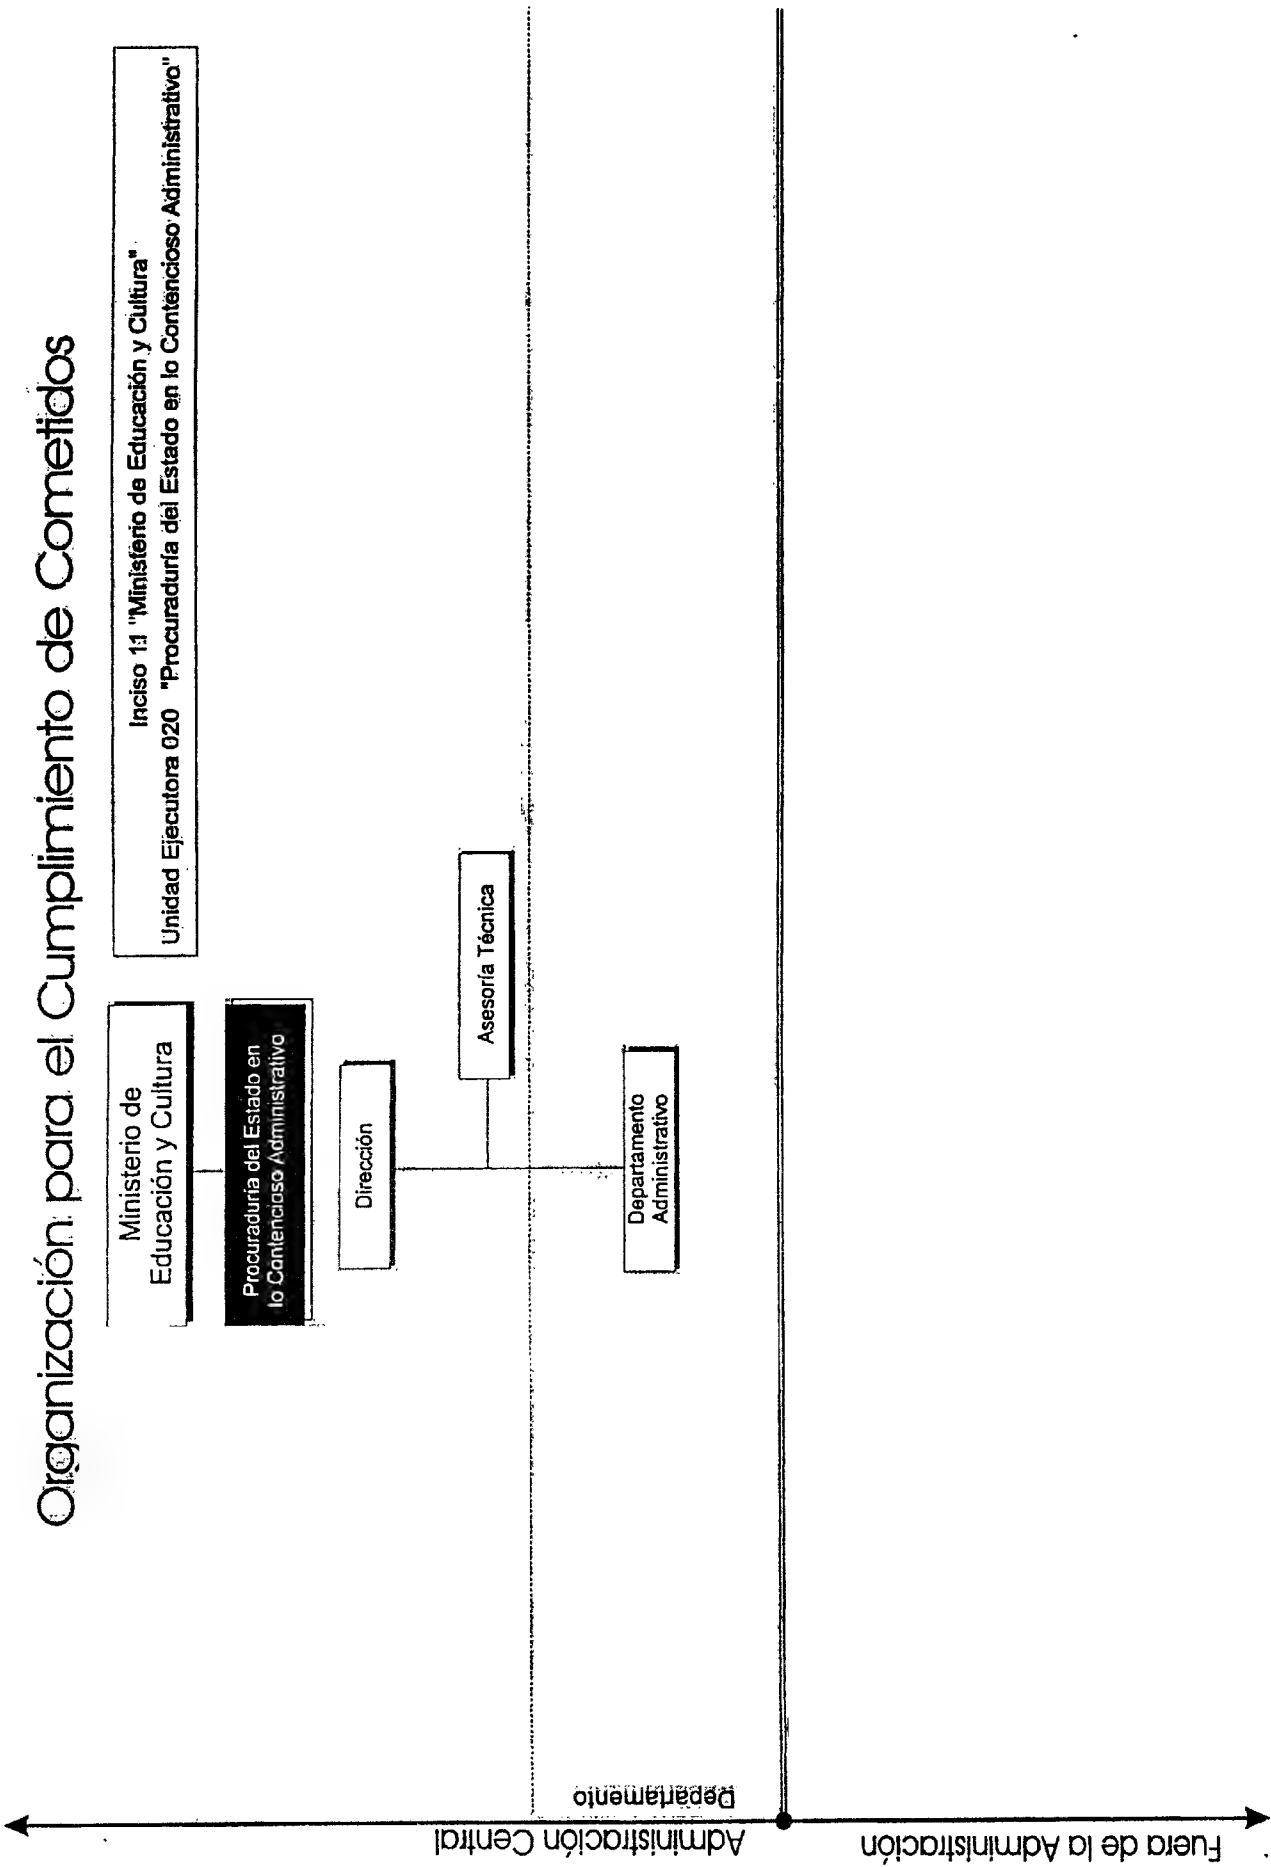 Organización para el Cumplimiento de Cometidos
Inciso 11 "Ministerio de Educación y Cultura"
Unidad Ejecutora 020 "Procuraduría del Estado en lo Contencioso Administrativo"
Ministerio de
Educación y Cultura
Procuraduría del Estado en
lo Contencioso Administrativo
Dirección
Asesoría Técnica
Departamento
Administrativo
Administración Central
Departamento
Fuera de la Administración